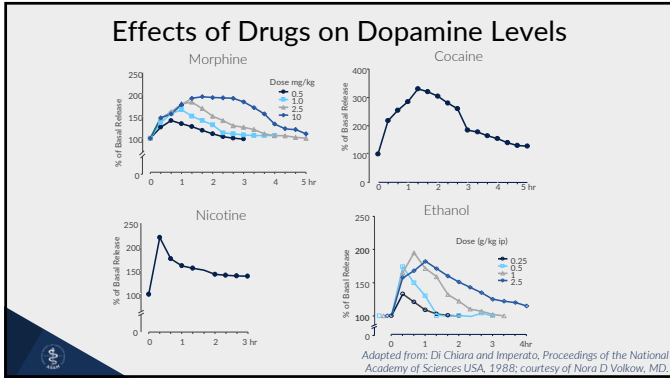 Effects of Drugs on Dopamine Levels
Morphine
% of Basal Release
250
200
150
100
0
0 1 2 3 4 5 hr
Dose mg/kg
0.5
1.0
2.5
10
Cocaine
% of Basal Release
400
300
200
100
0
0 1 2 3 4 5 hr
Nicotine
% of Basal Release
250
200
150
100
0
0 1 2 3 hr
Ethanol
% of Basal Release
250
200
150
100
0
0 1 2 3 4hr
Dose (g/kg ip)
0.25
0.5
1
2.5
ASAM
Adapted from: Di Chiara and Imperato, Proceedings of the National
Academy of Sciences USA, 1988; courtesy of Nora D Volkow, MD.